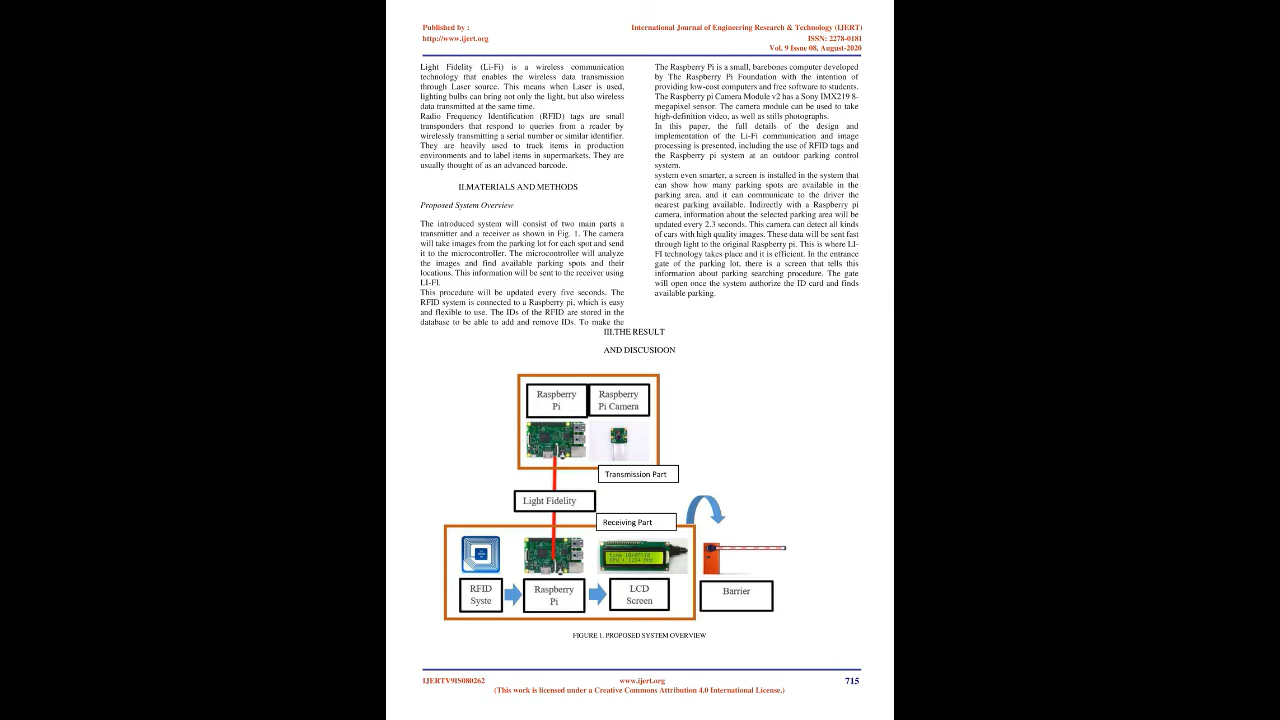 Published by :
http://www.ijert.org
International Journal of Engineering Research & Technology (IJERT)
ISSN: 2278-0181
Vol. 9 Issue 08, August-2020
Light Fidelity (Li-Fi) is a wireless communication
technology that enables the wireless data transmission
through Laser source. This means when Laser is used,
lighting bulbs can bring not only the light, but also wireless
data transmitted at the same time.
Radio Frequency Identification (RFID) tags are small
transponders that respond to queries from a reader by
wirelessly transmitting a serial number or similar identifier.
They are heavily used to track items in production
environments and to label items in supermarkets. They are
usually thought of as an advanced barcode.
II.MATERIALS AND METHODS
Proposed System Overview
The introduced system will consist of two main parts a
transmitter and a receiver as shown in Fig. 1. The camera
will take images from the parking lot for each spot and send
it to the microcontroller. The microcontroller will analyze
the images and find available parking spots and their
locations. This information will be sent to the receiver using
LI-FI.
This procedure will be updated every five seconds. The
RFID system is connected to a Raspberry pi, which is easy
and flexible to use. The IDs of the RFID are stored in the
database to be able to add and remove IDs. To make the
The Raspberry Pi is a small, barebones computer developed
by The Raspberry Pi Foundation with the intention of
providing low-cost computers and free software to students.
The Raspberry pi Camera Module v2 has a Sony IMX219 8-
megapixel sensor. The camera module can be used to take
high-definition video, as well as stills photographs.
In this paper, the full details of the design and
implementation of the Li-Fi communication and image
processing is presented, including the use of RFID tags and
the Raspberry pi system at an outdoor parking control
system.
system even smarter, a screen is installed in the system that
can show how many parking spots are available in the
parking area, and it can communicate to the driver the
nearest parking available. Indirectly with a Raspberry pi
camera, information about the selected parking area will be
updated every 2.3 seconds. This camera can detect all kinds
of cars with high quality images. These data will be sent fast
through light to the original Raspberry pi. This is where LI-
FI technology takes place and it is efficient. In the entrance
gate of the parking lot, there is a screen that tells this
information about parking searching procedure. The gate
will open once the system authorize the ID card and finds
available parking.
III.THE RESULT
AND DISCUSIOON
Raspberry
Pi
Raspberry
Pi Camera
Transmission Part
Light Fidelity
Receiving Part
RFID
Syste
Raspberry
Pi
LCD
Screen
Barrier
FIGURE 1. PROPOSED SYSTEM OVERVIEW
IJERTV9IS080262
www.ijert.org
715
(This work is licensed under a Creative Commons Attribution 4.0 International License.)